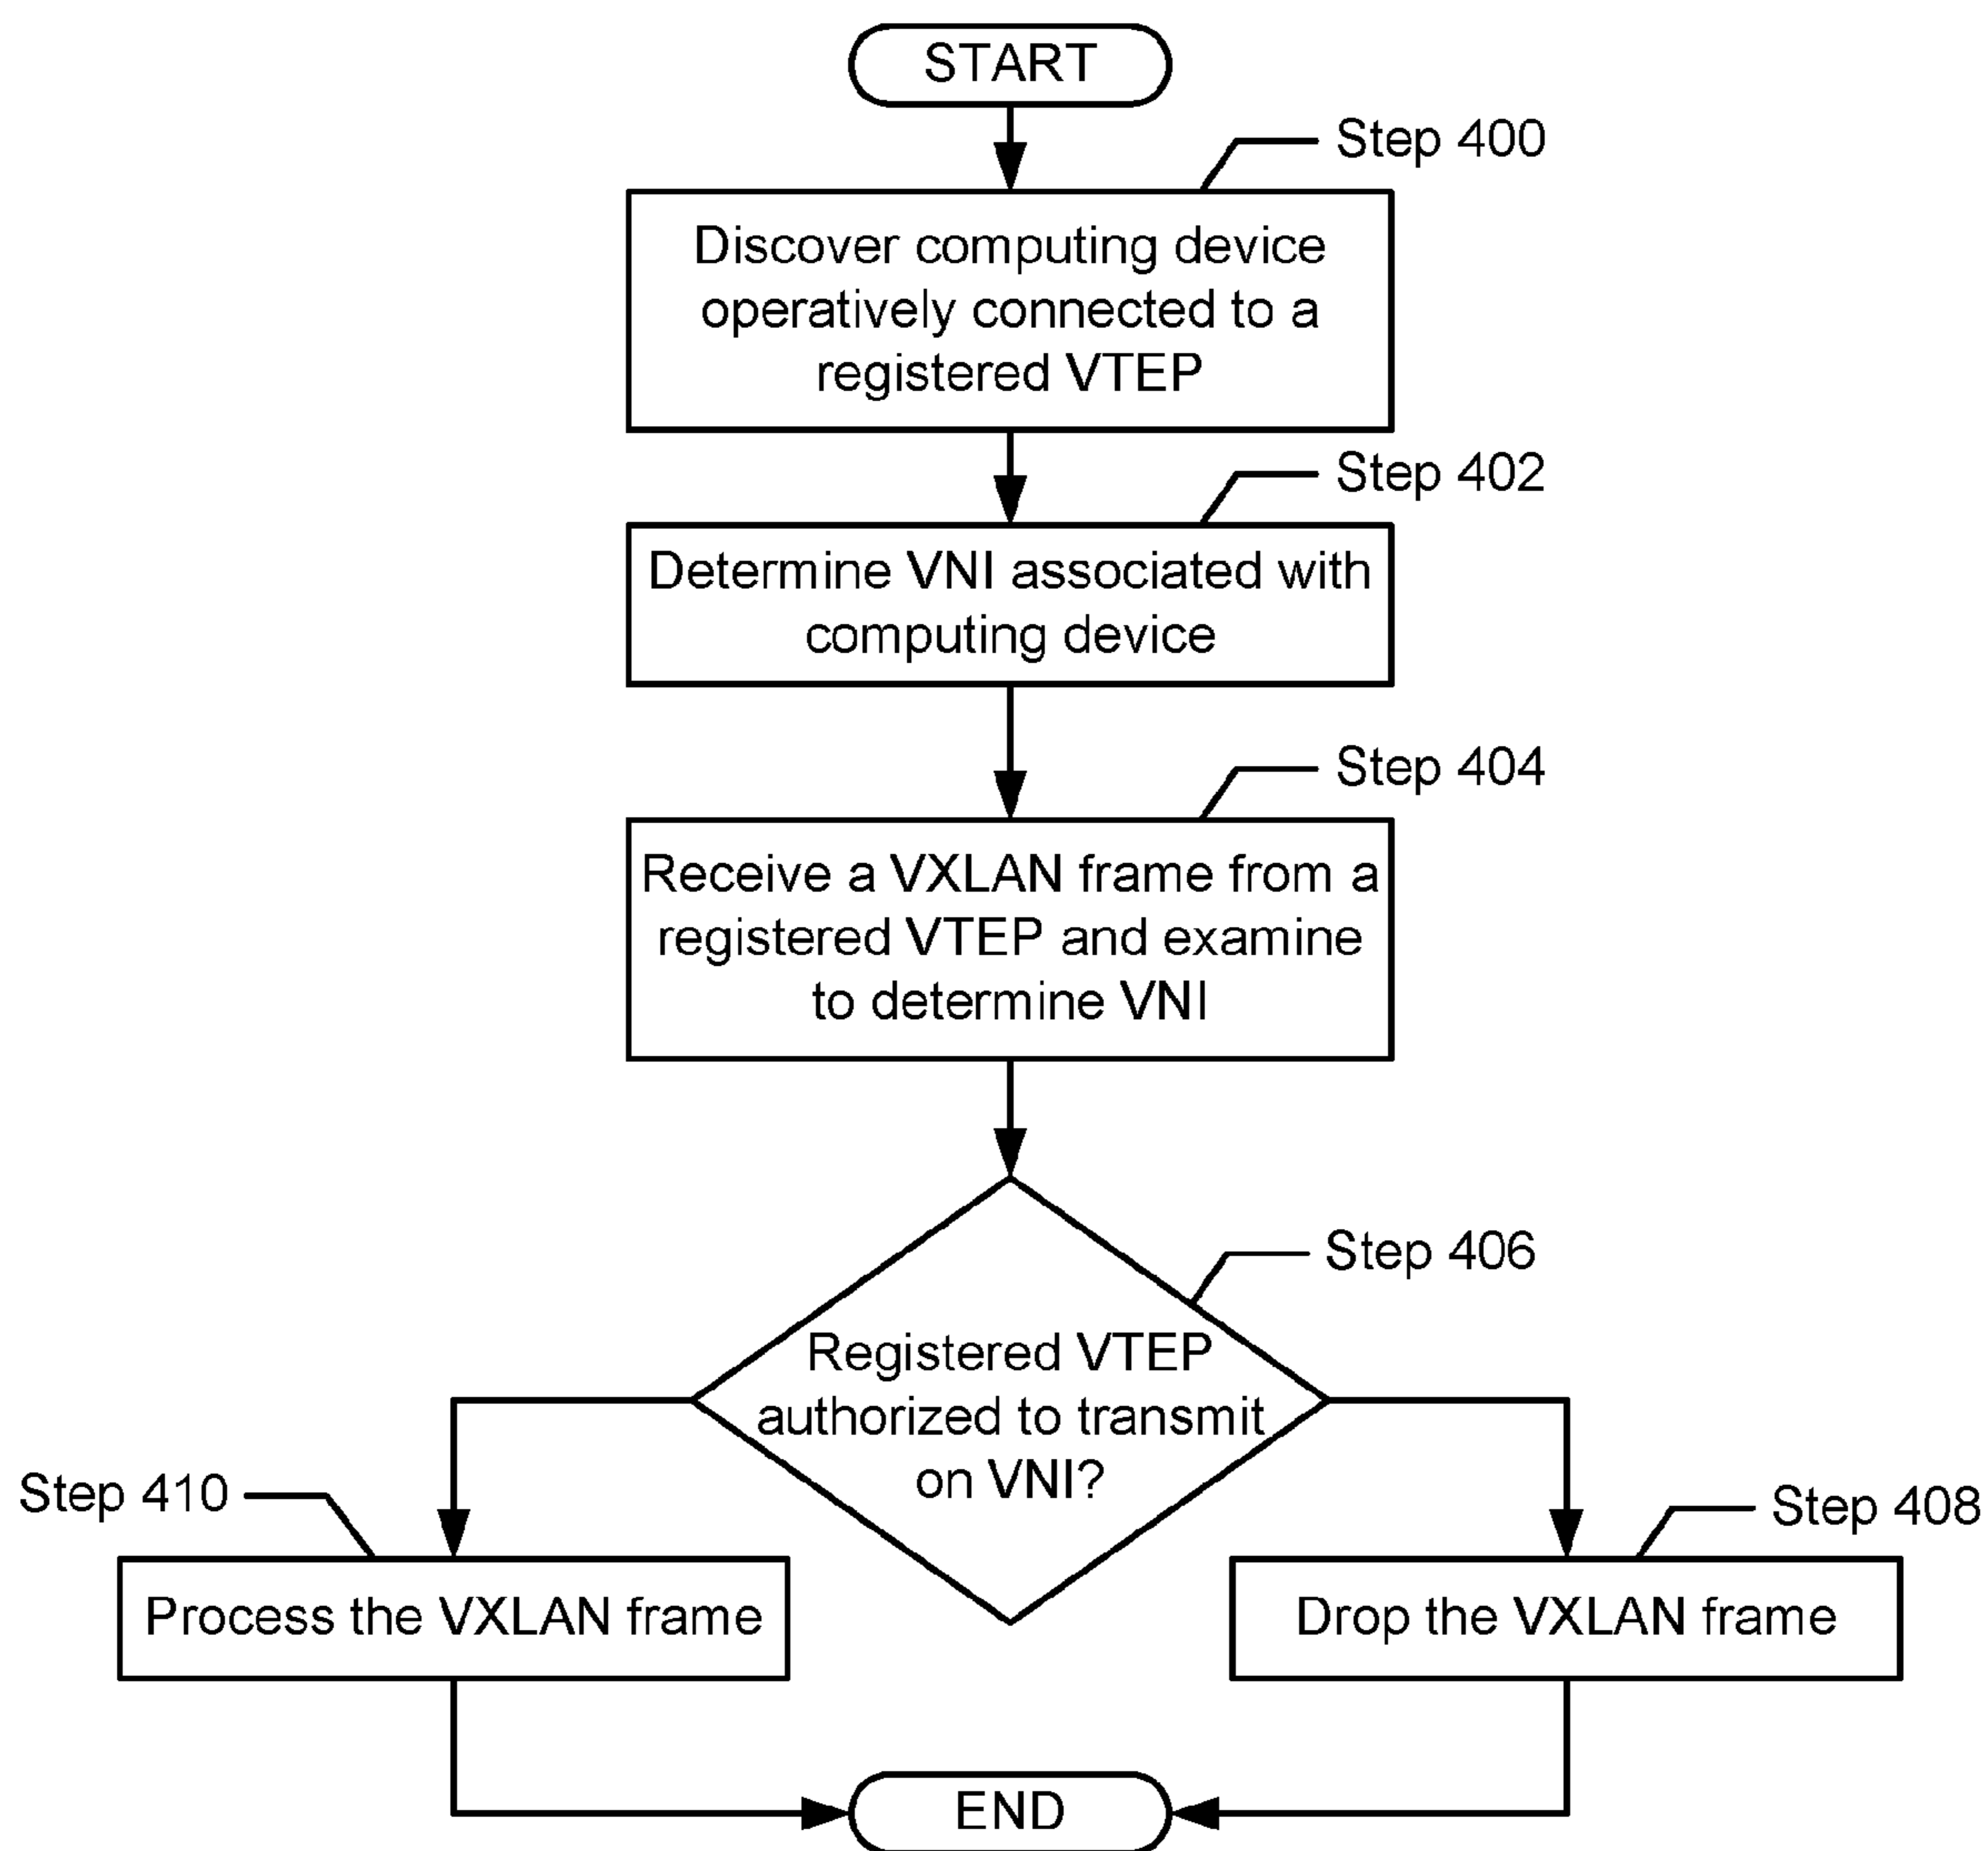 START
Step 400
Discover computing device
operatively connected to a
registered VTEP
Step 402
Determine VNI associated with
computing device
Step 404
Receive a VXLAN frame from a
registered VTEP and examine
to determine VNI
Step 406
Registered VTEP
authorized to transmit
on VNI?
Step 410
Process the VXLAN frame
Step 408
Drop the VXLAN frame
END